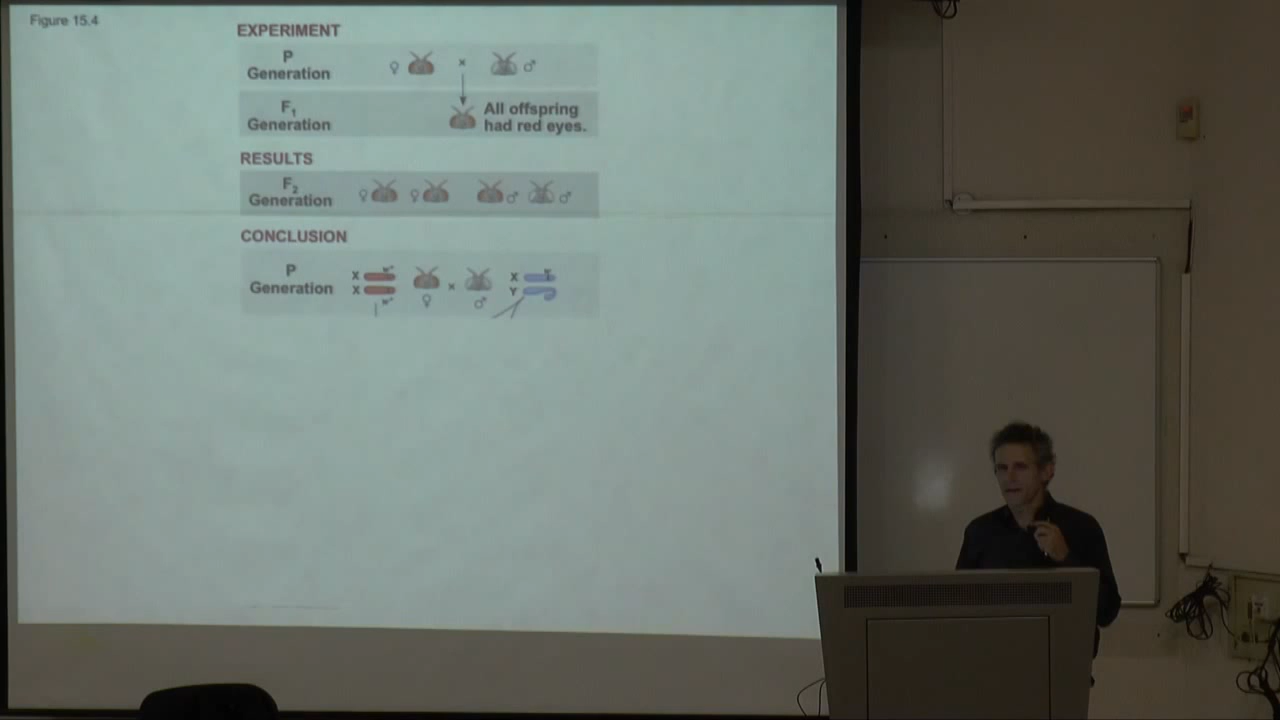 Figure 15.4
EXPERIMENT
P
Generation
♀ × ♂
F1
Generation
All offspring
had red eyes.
RESULTS
F2
Generation
♀ ♀ ♂ ♂
CONCLUSION
P
Generation
X
X
w+
w+
♀ × ♂
X
Y